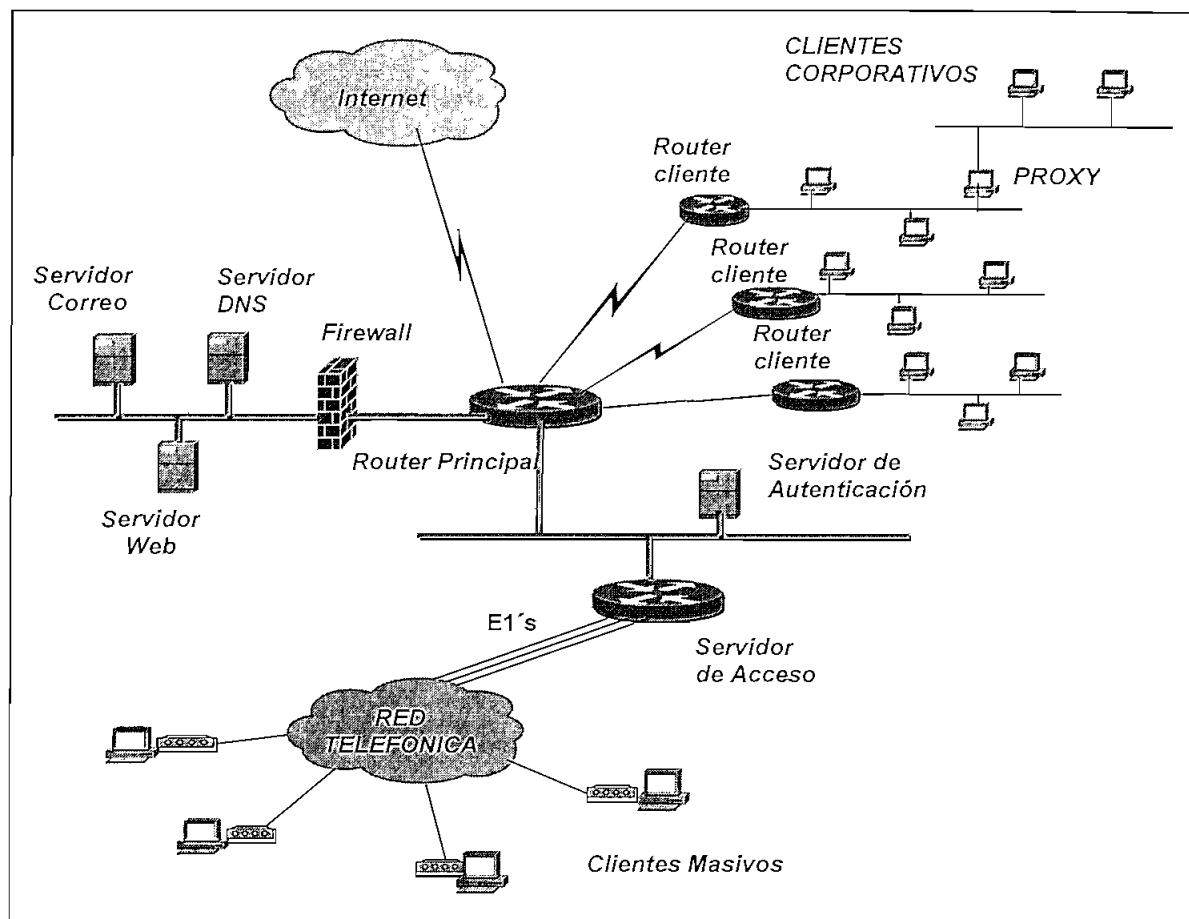 Internet
CLIENTES
CORPORATIVOS
Router
cliente
PROXY
Router
cliente
Router
cliente
Servidor
Correo
Servidor
DNS
Firewall
Router Principal
Servidor
Web
Servidor de
Autenticación
E1´s
Servidor
de Acceso
RED
TELEFONICA
Clientes Masivos